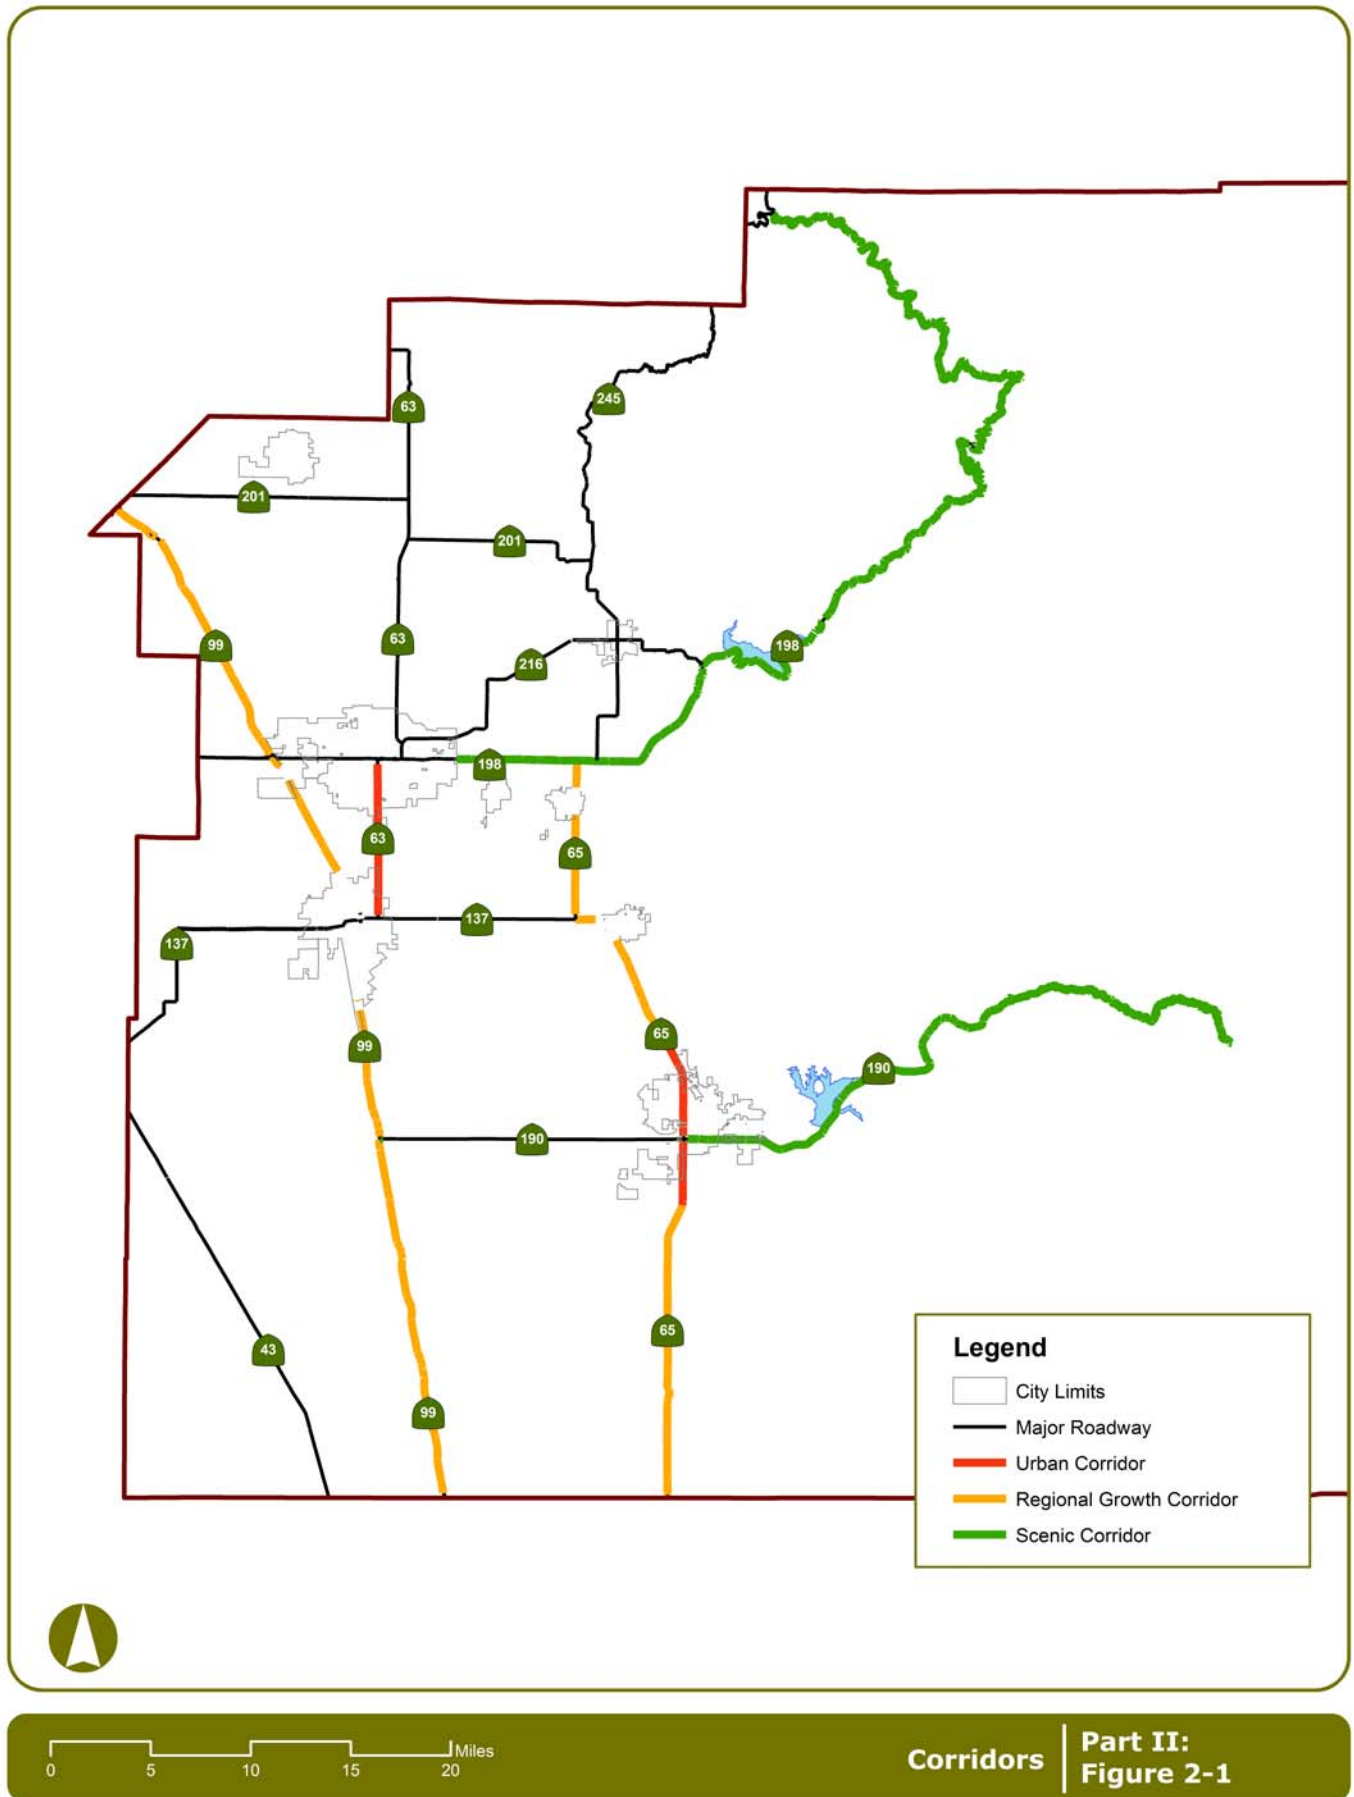 245
63
201
201
63
99
216
198
198
63
65
137
137
65
99
190
190
65
43
99
Legend
City Limits
Major Roadway
Urban Corridor
Regional Growth Corridor
Scenic Corridor
Miles
0 5 10 15 20
Corridors
Part II:
Figure 2-1